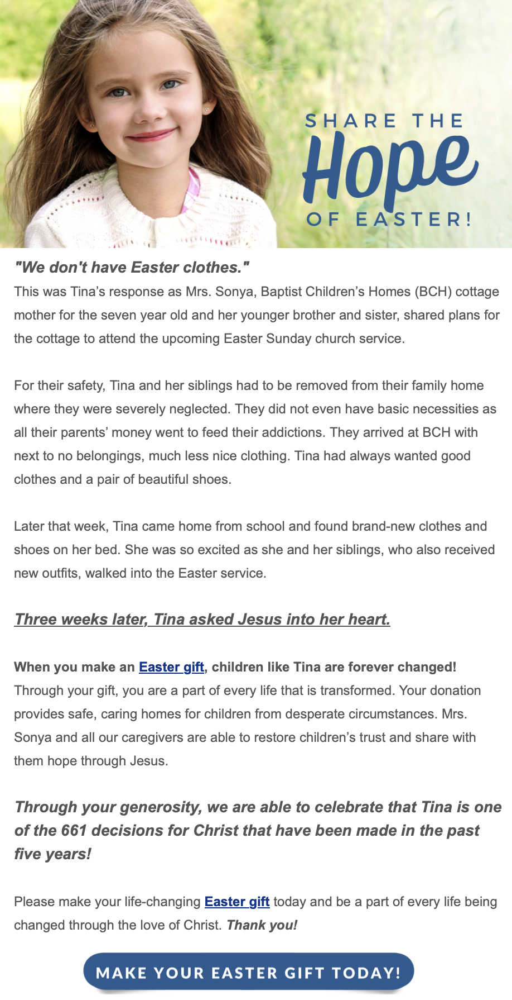 SHARE THE
Hope
OF EASTER!
"We don't have Easter clothes."
This was Tina’s response as Mrs. Sonya, Baptist Children’s Homes (BCH) cottage
mother for the seven year old and her younger brother and sister, shared plans for
the cottage to attend the upcoming Easter Sunday church service.
For their safety, Tina and her siblings had to be removed from their family home
where they were severely neglected. They did not even have basic necessities as
all their parents’ money went to feed their addictions. They arrived at BCH with
next to no belongings, much less nice clothing. Tina had always wanted good
clothes and a pair of beautiful shoes.
Later that week, Tina came home from school and found brand-new clothes and
shoes on her bed. She was so excited as she and her siblings, who also received
new outfits, walked into the Easter service.
Three weeks later, Tina asked Jesus into her heart.
When you make an Easter gift, children like Tina are forever changed!
Through your gift, you are a part of every life that is transformed. Your donation
provides safe, caring homes for children from desperate circumstances. Mrs.
Sonya and all our caregivers are able to restore children’s trust and share with
them hope through Jesus.
Through your generosity, we are able to celebrate that Tina is one
of the 661 decisions for Christ that have been made in the past
five years!
Please make your life-changing Easter gift today and be a part of every life being
changed through the love of Christ. Thank you!
MAKE YOUR EASTER GIFT TODAY!